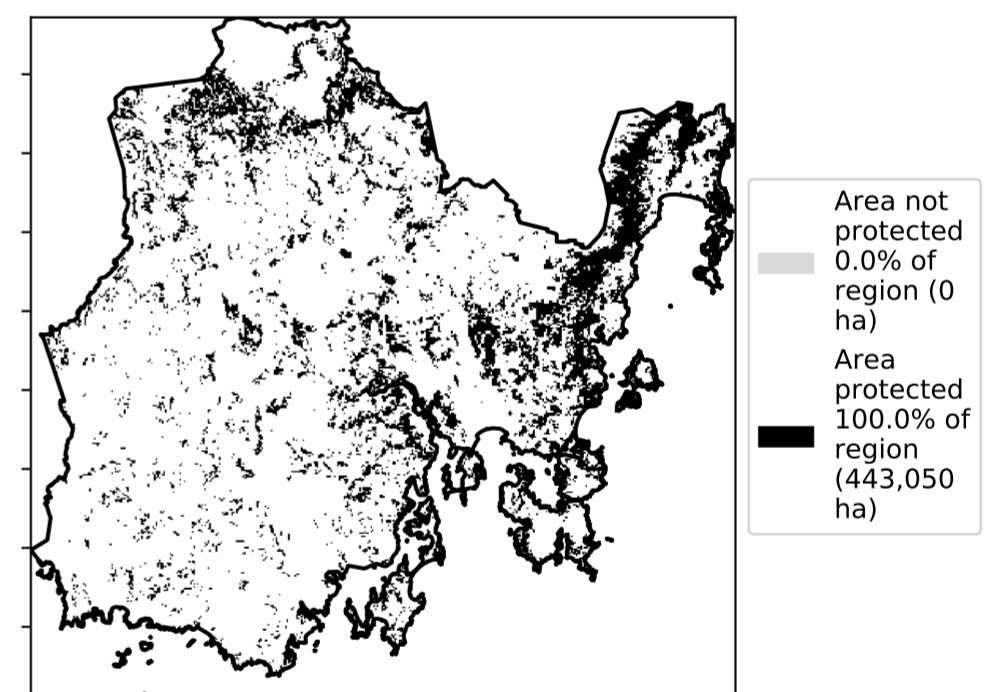 Area not
protected
0.0% of
region (0
ha)
Area
protected
100.0% of
region
(443,050
ha)